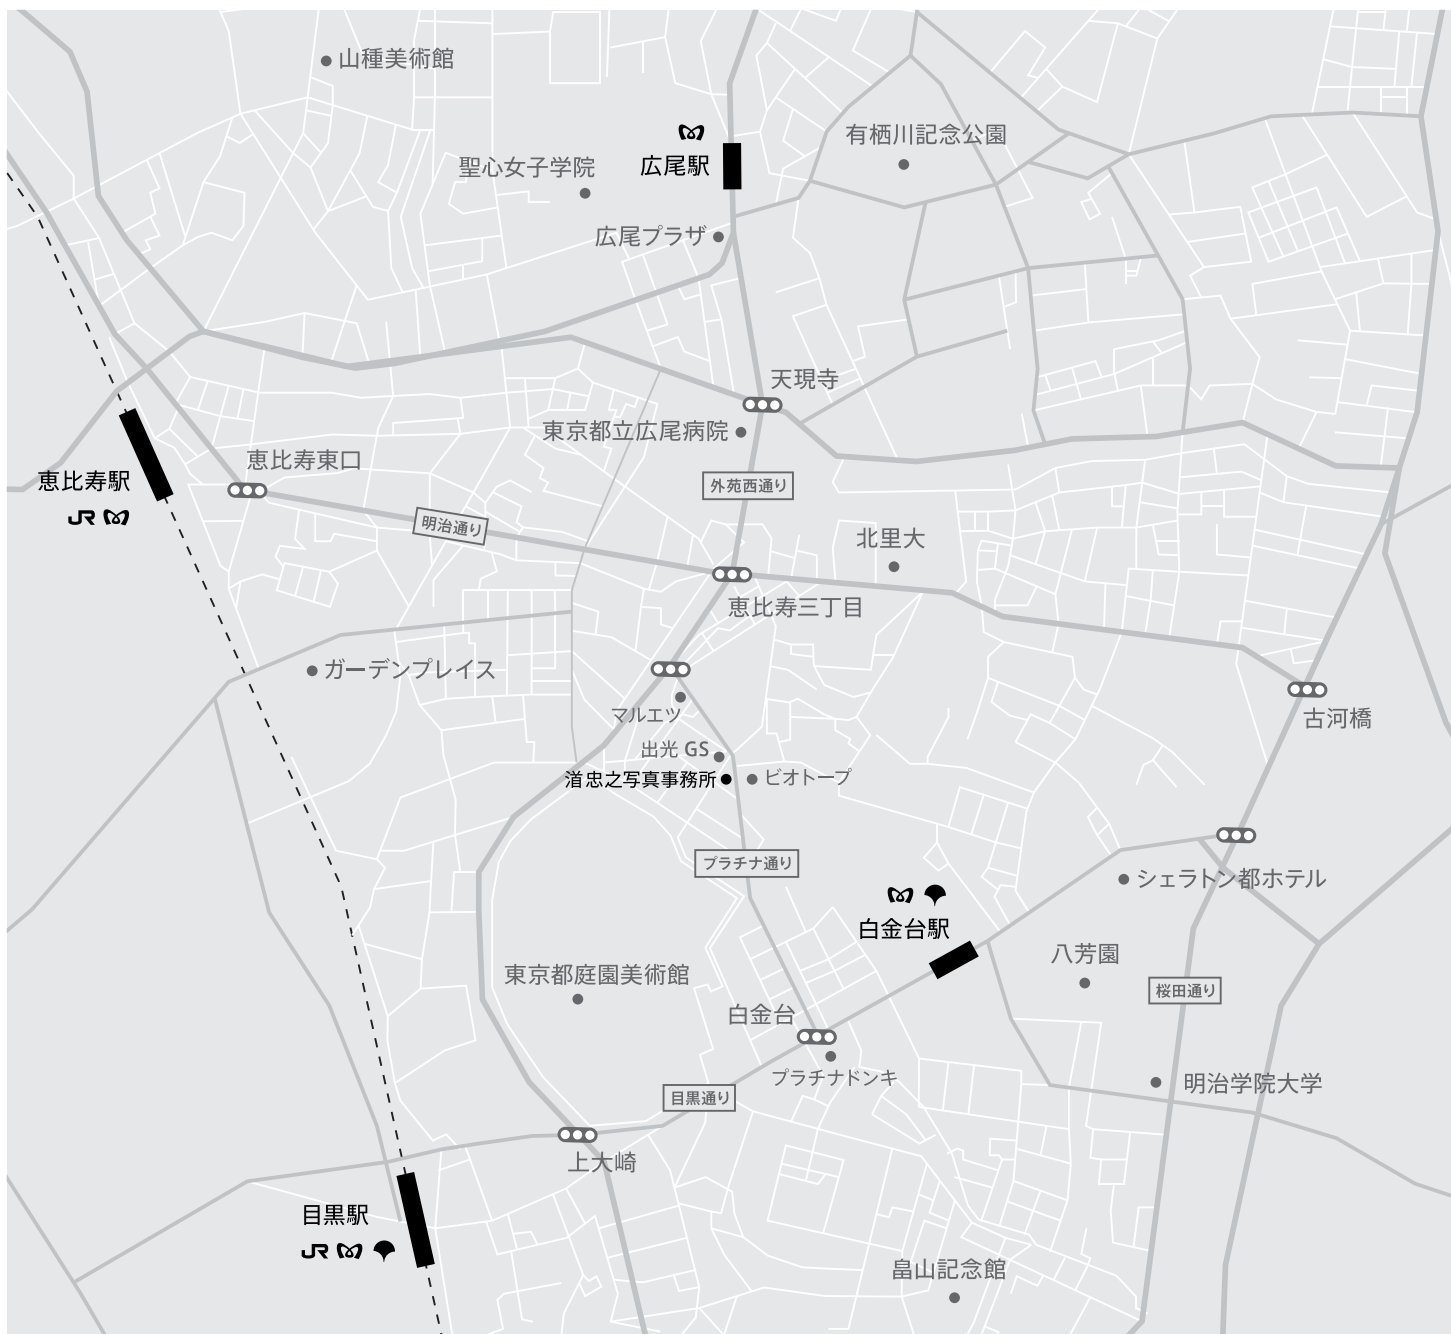 山種美術館
有栖川記念公園
聖心女子学院
広尾駅
広尾プラザ
天現寺
東京都立広尾病院
恵比寿東口
恵比寿駅
JR
外苑西通り
明治通り
北里大
恵比寿三丁目
ガーデンプレイス
マルエツ
古河橋
出光 GS
忠之写真事務所
ビオトープ
プラチナ通り
シェラトン都ホテル
白金台駅
八芳園
東京都庭園美術館
桜田通り
白金台
プラチナドンキ
明治学院大学
目黒通り
上大崎
目黒駅
JR
畠山記念館